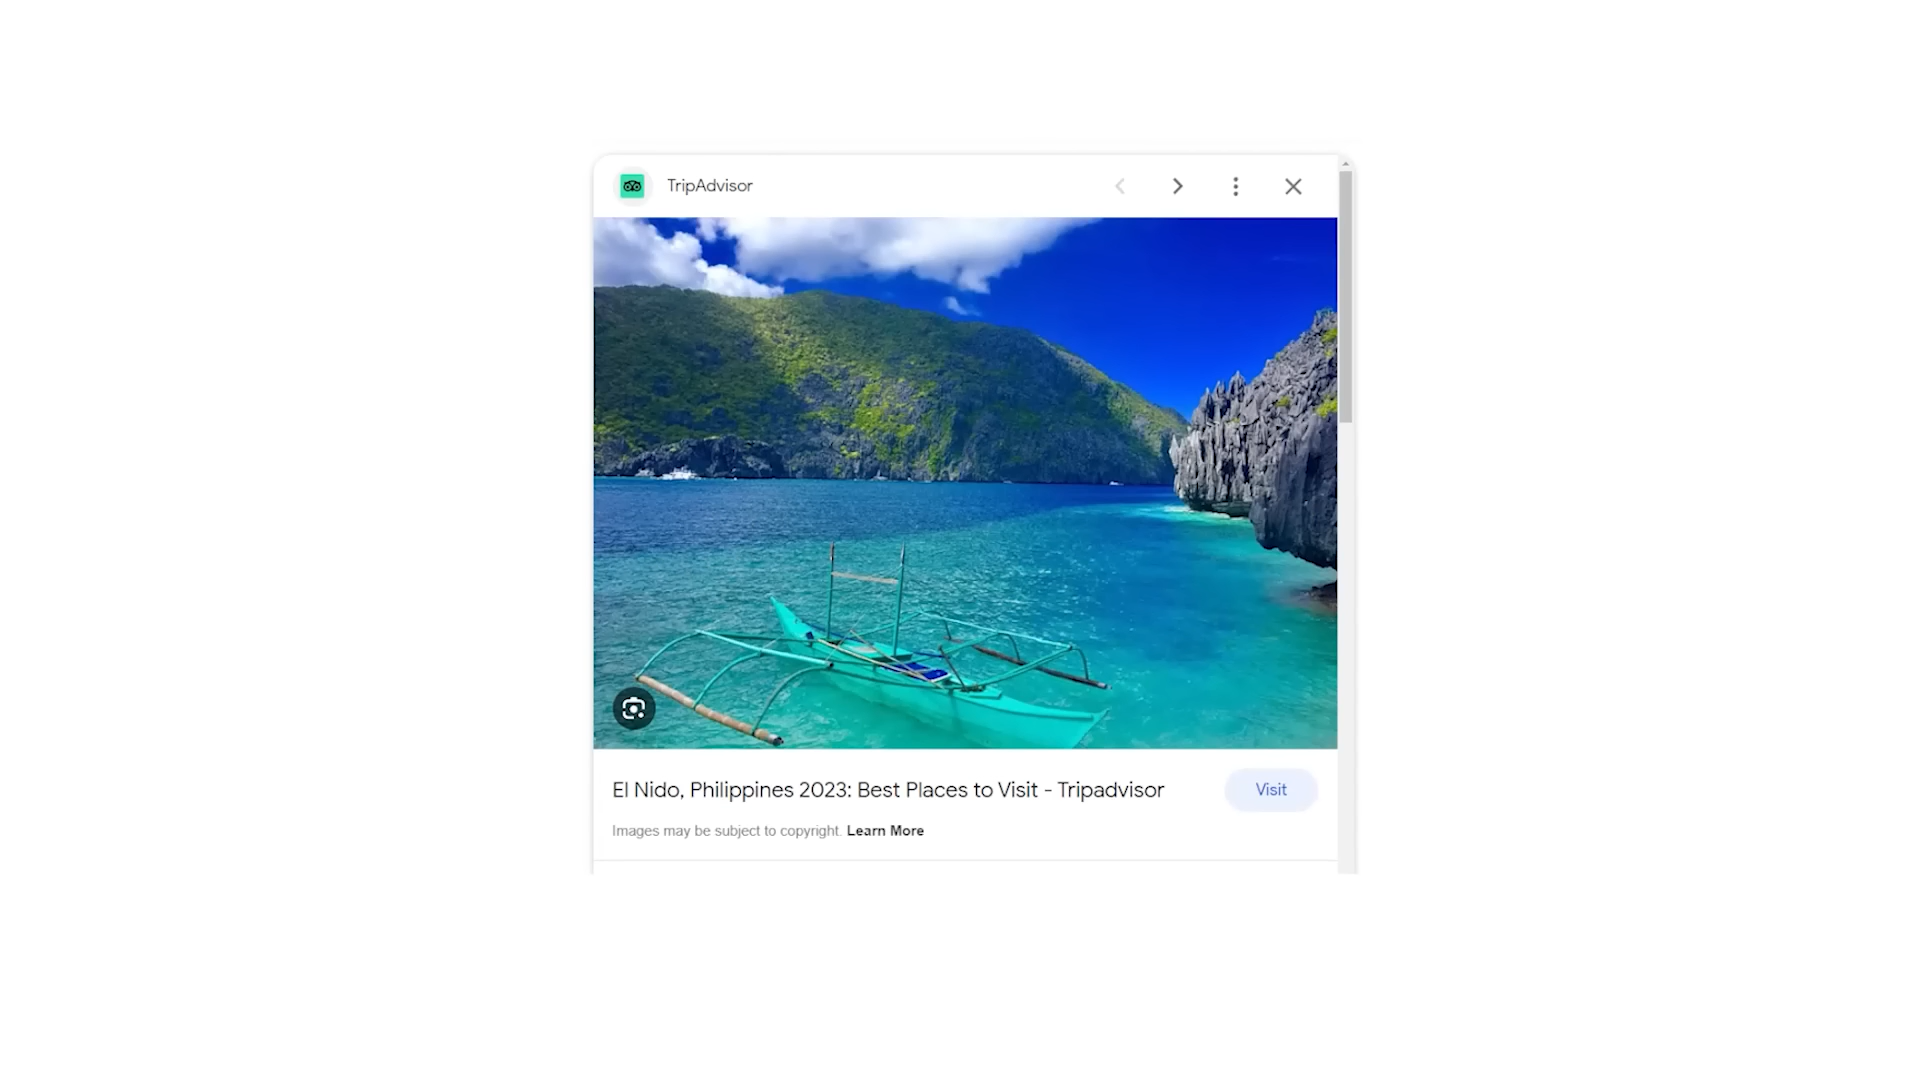 TripAdvisor
El Nido, Philippines 2023: Best Places to Visit - Tripadvisor
Visit
Images may be subject to copyright. Learn More